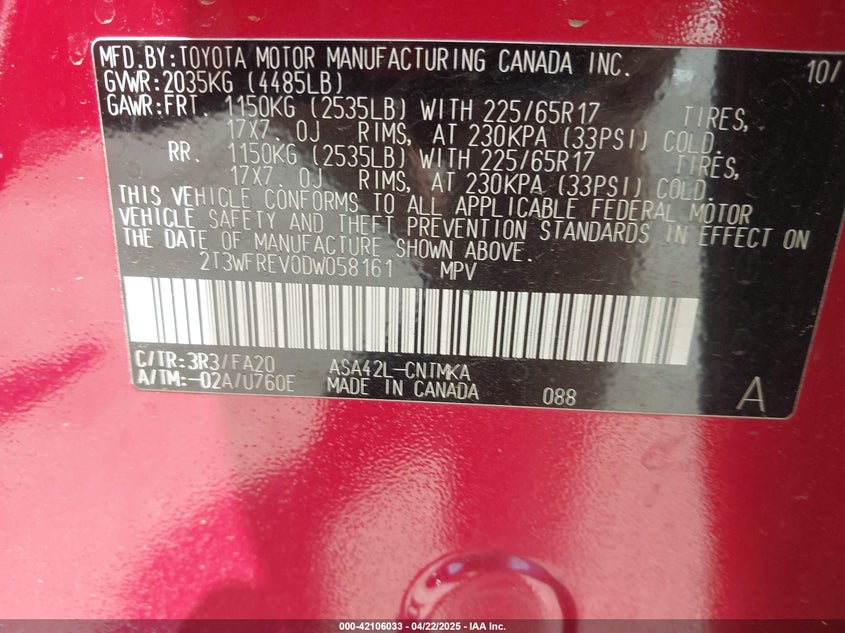 MFD.BY:TOYOTA MOTOR MANUFACTURING CANADA INC. 10/
GVWR:2035KG (4485LB)
GAWR:FRT. 1150KG (2535LB) WITH 225/65R17 TIRES,
17X7.0J RIMS, AT 230KPA (33PSI) COLD.
RR. 1150KG (2535LB) WITH 225/65R17 TIRES,
17X7.0J RIMS, AT 230KPA (33PSI) COLD.
THIS VEHICLE CONFORMS TO ALL APPLICABLE FEDERAL MOTOR
VEHICLE SAFETY AND THEFT PREVENTION STANDARDS IN EFFECT ON
THE DATE OF MANUFACTURE SHOWN ABOVE.
2T3WFREV0DW058161 MPV
C/TR:3R3/FA20 ASA42L-CNTMKA
A/TM:-02A/U760E MADE IN CANADA 088 A
000-42106033 / 04/22/2025 - IAA Inc.